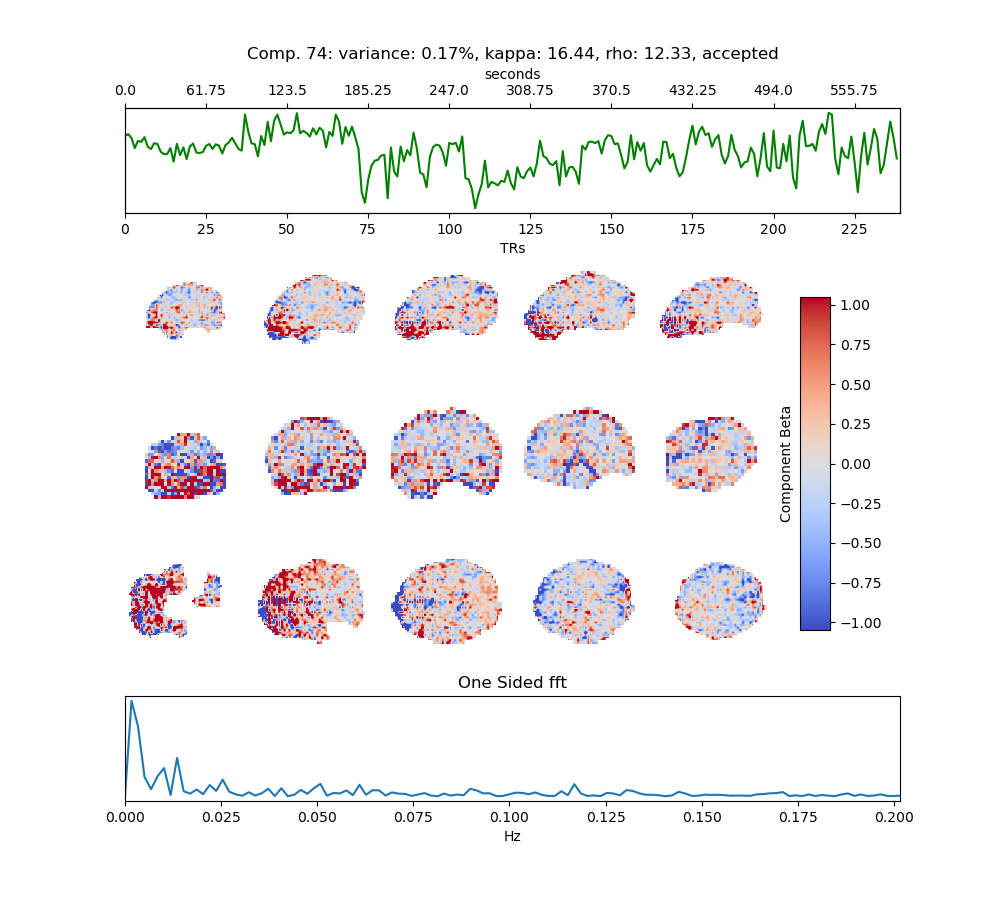 Comp. 74: variance: 0.17%, kappa: 16.44, rho: 12.33, accepted
seconds
0.0 61.75 123.5 185.25 247.0 308.75 370.5 432.25 494.0 555.75
0 25 50 75 100 125 150 175 200 225
TRs
1.00
0.75
0.50
0.25
0.00
−0.25
−0.50
−0.75
−1.00
Component Beta
One Sided fft
0.000 0.025 0.050 0.075 0.100 0.125 0.150 0.175 0.200
Hz